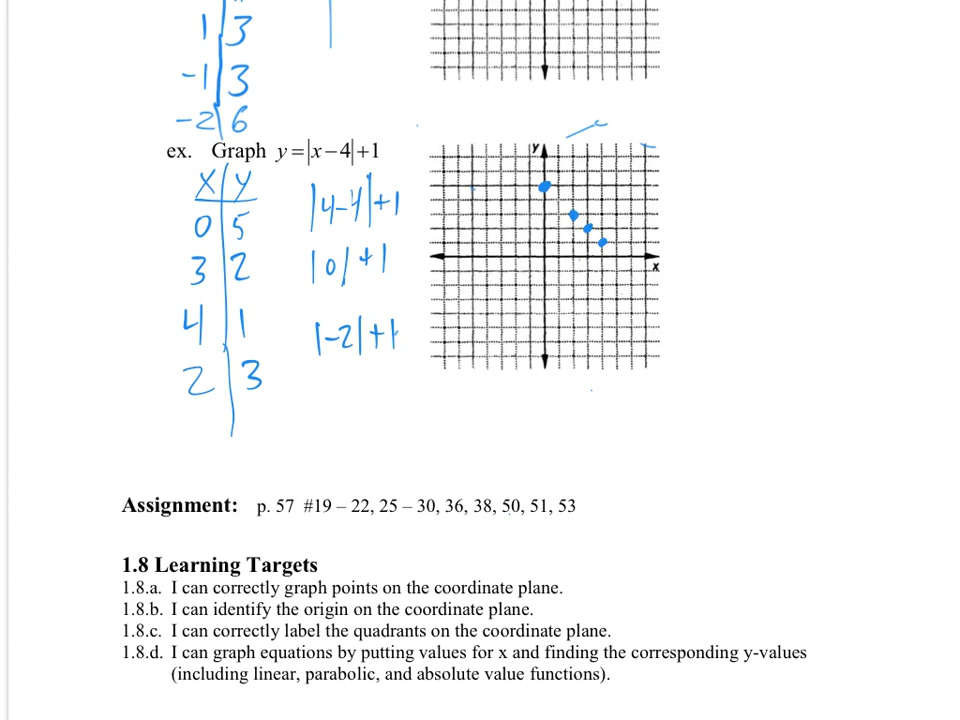 1 3
-1 3
-2 6
ex. Graph y=|x−4|+1
x y
|4-4|+1
0 5
3 2
|0|+1
4 1
|-2|+1
2 3
y
x
Assignment: p. 57 #19 – 22, 25 – 30, 36, 38, 50, 51, 53
1.8 Learning Targets
1.8.a. I can correctly graph points on the coordinate plane.
1.8.b. I can identify the origin on the coordinate plane.
1.8.c. I can correctly label the quadrants on the coordinate plane.
1.8.d. I can graph equations by putting values for x and finding the corresponding y-values
(including linear, parabolic, and absolute value functions).